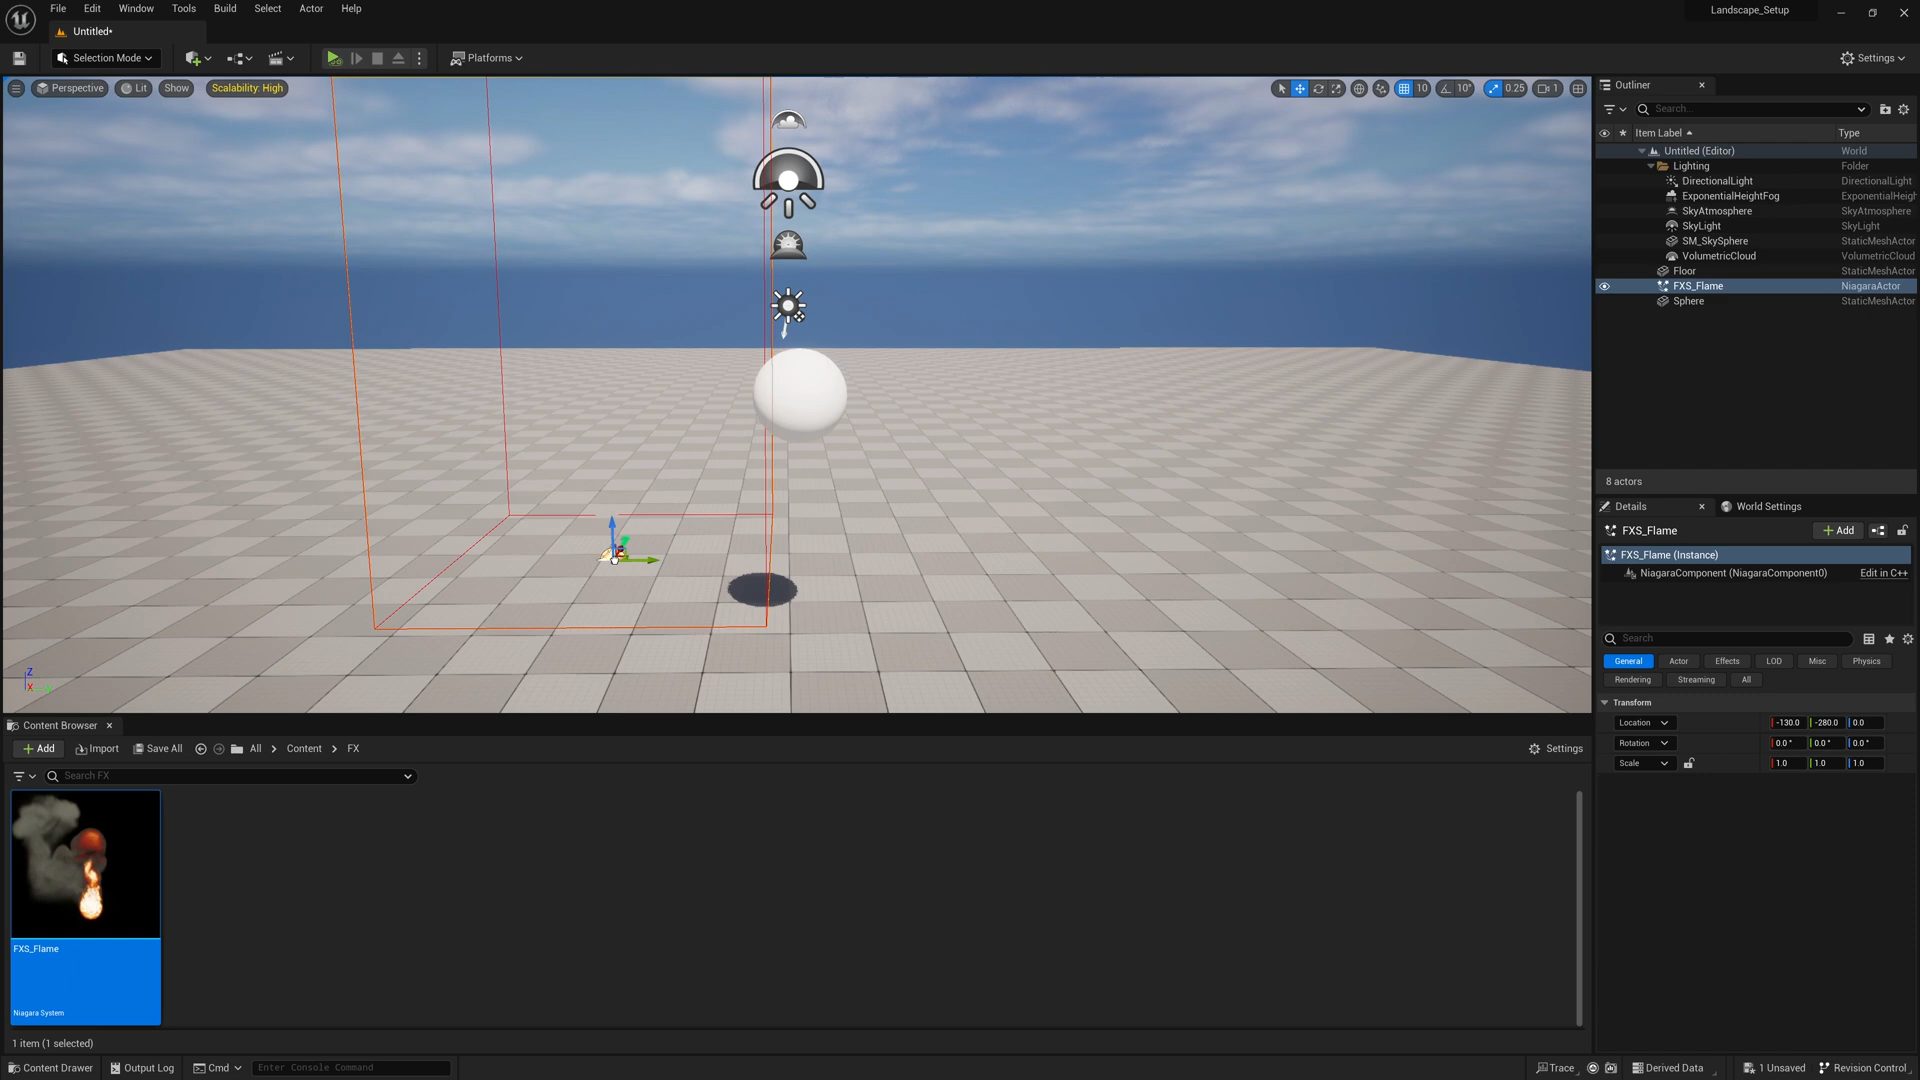 File Edit Window Tools Build Select Actor Help
Landscape_Setup
Untitled*
Selection Mode
Platforms
Settings
Perspective Lit Show Scalability: High
10 10° 0.25 1
Outliner
Search...
Item Label Type
Untitled (Editor) World
Lighting Folder
DirectionalLight DirectionalLight
ExponentialHeightFog ExponentialHeigh
SkyAtmosphere SkyAtmosphere
SkyLight SkyLight
SM_SkySphere StaticMeshActor
VolumetricCloud VolumetricCloud
Floor StaticMeshActor
FXS_Flame NiagaraActor
Sphere StaticMeshActor
8 actors
Details World Settings
FXS_Flame Add
FXS_Flame (Instance)
NiagaraComponent (NiagaraComponent0) Edit in C++
Search
General Actor Effects LOD Misc Physics
Rendering Streaming All
Transform
Location -130.0 -280.0 0.0
Rotation 0.0° 0.0° 0.0°
Scale 1.0 1.0 1.0
Z
X Y
Content Browser
Add Import Save All All Content FX Settings
Search FX
FXS_Flame
Niagara System
1 item (1 selected)
Content Drawer Output Log Cmd Enter Console Command
Trace Derived Data 1 Unsaved Revision Control